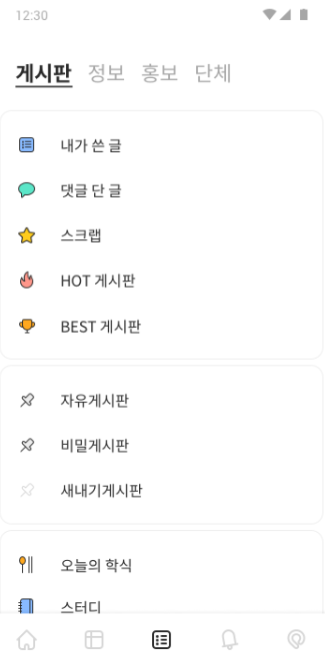 12:30
게시판 정보 홍보 단체
내가 쓴 글
댓글 단 글
스크랩
HOT 게시판
BEST 게시판
자유게시판
비밀게시판
새내기게시판
오늘의 학식
스터디